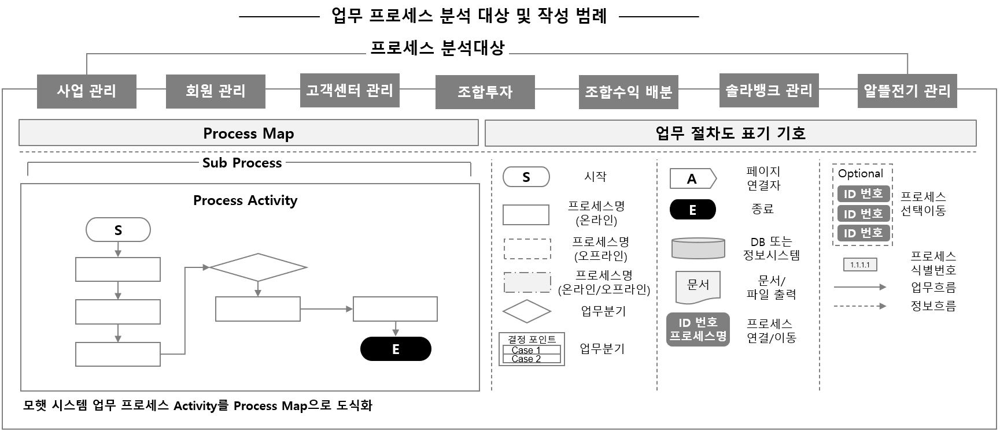 업무 프로세스 분석 대상 및 작성 범례
프로세스 분석대상
사업 관리
회원 관리
고객센터 관리
조합투자
조합수익 배분
솔라뱅크 관리
알뜰전기 관리
Process Map
업무 절차도 표기 기호
Sub Process
Process Activity
S
E
모햇 시스템 업무 프로세스 Activity를 Process Map으로 도식화
S
시작
프로세스명
(온라인)
프로세스명
(오프라인)
프로세스명
(온라인/오프라인)
업무분기
결정 포인트
Case 1
Case 2
업무분기
A
페이지
연결자
E
종료
DB 또는
정보시스템
문서
문서/
파일 출력
ID 번호
프로세스명
프로세스
연결/이동
Optional
ID 번호
ID 번호
ID 번호
프로세스
선택이동
1.1.1.1
프로세스
식별번호
업무흐름
정보흐름